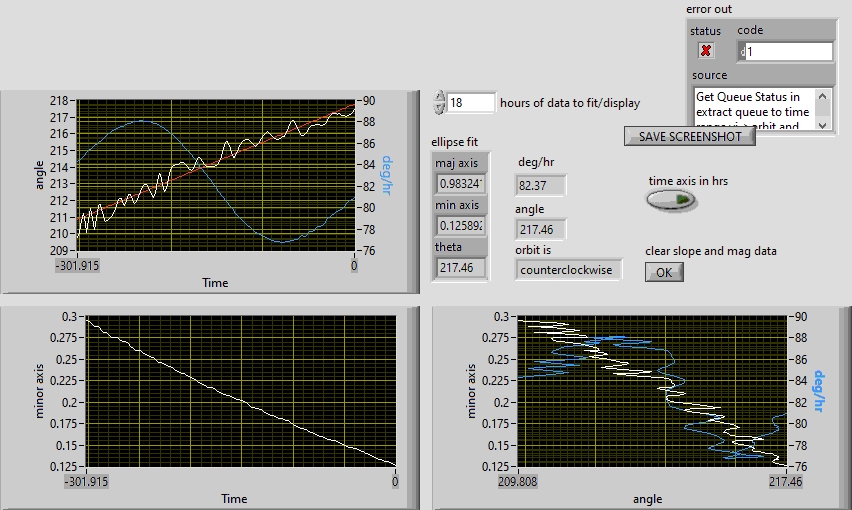 error out
status
code
d1
source
Get Queue Status in
extract queue to time
SAVE SCREENSHOT
18
hours of data to fit/display
218
217
216
215
214
213
212
211
210
209
angle
90
88
86
84
82
80
78
76
deg/hr
-301.915
0
Time
ellipse fit
maj axis
0.98324
min axis
0.125892
theta
217.46
deg/hr
82.37
angle
217.46
orbit is
counterclockwise
time axis in hrs
clear slope and mag data
OK
0.3
0.275
0.25
0.225
0.2
0.175
0.15
0.125
minor axis
-301.915
0
Time
0.3
0.275
0.25
0.225
0.2
0.175
0.15
0.125
minor axis
90
88
86
84
82
80
78
76
deg/hr
209.808
217.46
angle